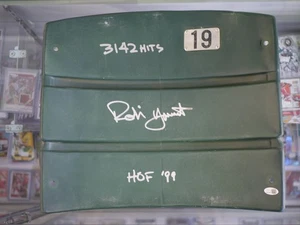 3142 HITS
19
Robin Yount
HOF '99